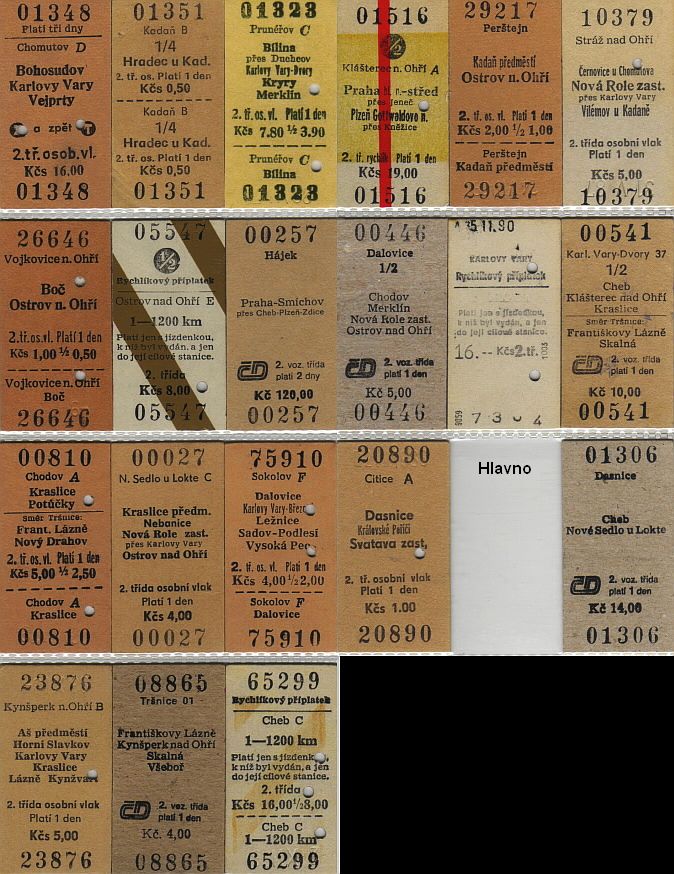 01348
Platí tři dny
Chomutov D
Bohosudov
Karlovy Vary
Vejprty
a zpět
2.tř.osob.vl.
Kčs 16.00
01348
01351
Kadaň B
1/4
Hradec u Kad.
2. tř. os. Platí 1 den
Kčs 0,50
Kadaň B
1/4
Hradec u Kad.
2. tř. os. Platí 1 den
Kčs 0,50
01351
01323
Prunéřov C
Bílina
přes Duchcov
Karlovy Vary-Dvory
Kryry
Merklín
2. tř. os. Platí 1 den
Kčs 7.80 ½ 3.90
Prunéřov C
Bílina
01323
01516
½
Klášterec n. Ohří A
Praha stř.-střed
přes Jeneč
Plzeň Gottwaldovo n.
přes Kněžice
2. tř. rychlík Platí 1 den
Kčs 19,00
01516
29217
Perštejn
Kadaň předměstí
Ostrov n. Ohří
2. tř. os. Platí 1 den
Kčs 2,00 ½ 1,00
Perštejn
Kadaň předměstí
29217
10379
Stráž nad Ohří
Černovice u Chomutova
Nová Role zast.
přes Karlovy Vary
Vilémov u Kadaně
2. třída osobní vlak
Platí 1 den
Kčs 5,00
10379
26646
Vojkovice n. Ohří
Boč
Ostrov n. Ohří
2. tř. os. vl. Platí 1 den
Kčs 1,00 ½ 0,50
Vojkovice n. Ohří
Boč
26646
05547
½
Rychlíkový příplatek
Ostrov nad Ohří E
1—1200 km
Platí jen s jízdenkou,
k níž byl vydán, a jen
do její cílové stanice.
2. třída
Kčs 8,00
05547
00257
Hájek
Praha-Smíchov
přes Cheb-Plzeň-Zdice
ČD 2. voz. třída
platí 2 dny
Kč 120,00
00257
00446
Dalovice
1/2
Chodov
Merklín
Nová Role zast.
Ostrov nad Ohří
ČD 2. voz. třída
platí 1 den
Kč 5,00
00446
25.11.90
KARLOVY VARY
Rychlíkový příplatek
Platí jen s jízdenkou,
k níž byl vydán, a jen
do její cílové stanice.
16.-- Kčs 2.tř.
9059
7304
00541
Karl. Vary-Dvory 37
1/2
Cheb
Klášterec nad Ohří
Kraslice
Směr Tršnice:
Františkovy Lázně
Skalná
ČD 2. voz. třída
platí 1 den
Kč 10,00
00541
00810
Chodov A
Kraslice
Potůčky
Směr Tršnice:
Frant. Lázně
Nový Drahov
2. tř. os. vl. Platí 1 den
Kčs 5,00 ½ 2,50
Chodov A
Kraslice
00810
00027
N. Sedlo u Lokte C
Kraslice předm.
Nebanice
Nová Role zast.
přes Karlovy Vary
Ostrov nad Ohří
2. třída osobní vlak
Platí 1 den
Kčs 4,00
00027
75910
Sokolov F
Dalovice
Karlovy Vary-Březo
Ležnice
Sadov-Podlesí
Vysoká Pec
2. tř. os. vl. Platí 1 den
Kčs 4,00 ½ 2,00
Sokolov F
Dalovice
75910
20890
Citice A
Dasnice
Královské Poříčí
Svatava zast.
2. tř. osobní vlak
Platí 1 den
Kčs 1.00
20890
Hlavno
01306
Dasnice
Cheb
Nové Sedlo u Lokte
ČD 2. voz. třída
platí 1 den
Kč 14,00
01306
23876
Kynšperk n. Ohří B
Aš předměstí
Horní Slavkov
Karlovy Vary
Kraslice
Lázně Kynžvart
2. třída osobní vlak
Platí 1 den
Kčs 5,00
23876
08865
Tršnice 01
Františkovy Lázně
Kynšperk nad Ohří
Skalná
Všeboř
ČD 2. voz. třída
platí 1 den
Kč. 4,00
08865
65299
Rychlíkový příplatek
Cheb C
1—1200 km
Platí jen s jízdenkou,
k níž byl vydán, a jen
do její cílové stanice.
2. třída
Kčs 16,00 ½ 8,00
Cheb C
1—1200 km
65299